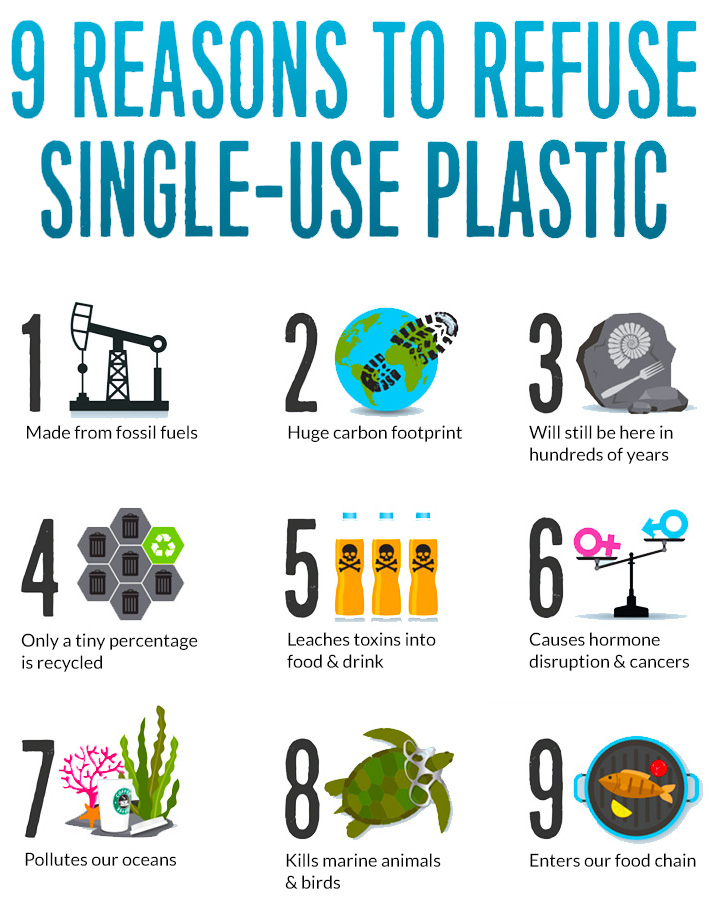 9 REASONS TO REFUSE
SINGLE-USE PLASTIC
1
Made from fossil fuels
2
Huge carbon footprint
3
Will still be here in
hundreds of years
4
Only a tiny percentage
is recycled
5
Leaches toxins into
food & drink
6
Causes hormone
disruption & cancers
7
Pollutes our oceans
8
Kills marine animals
& birds
9
Enters our food chain